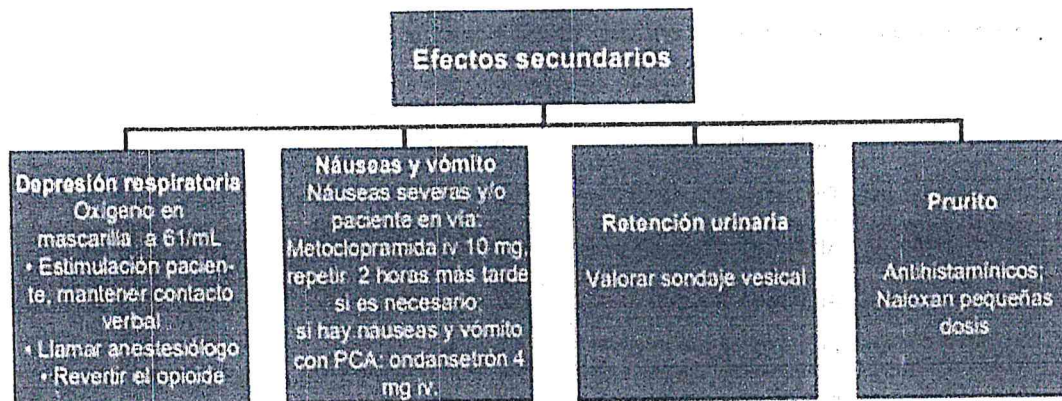 Efectos secundarios
Depresión respiratoria
Oxígeno en
mascarilla a 61/mL
• Estimulación pacien-
te, mantener contacto
verbal
• Llamar anestesiólogo
• Revertir el opioide
Náuseas y vómito
Náuseas severas y/o
paciente en vía:
Metoclopramida iv 10 mg,
repetir 2 horas más tarde
si es necesario;
si hay nauseas y vómito
con PCA: ondansetrón 4
mg iv.
Retención urinaria
Valorar sondaje vesical
Prurito
Antihistamínicos;
Naloxan pequeñas
dosis